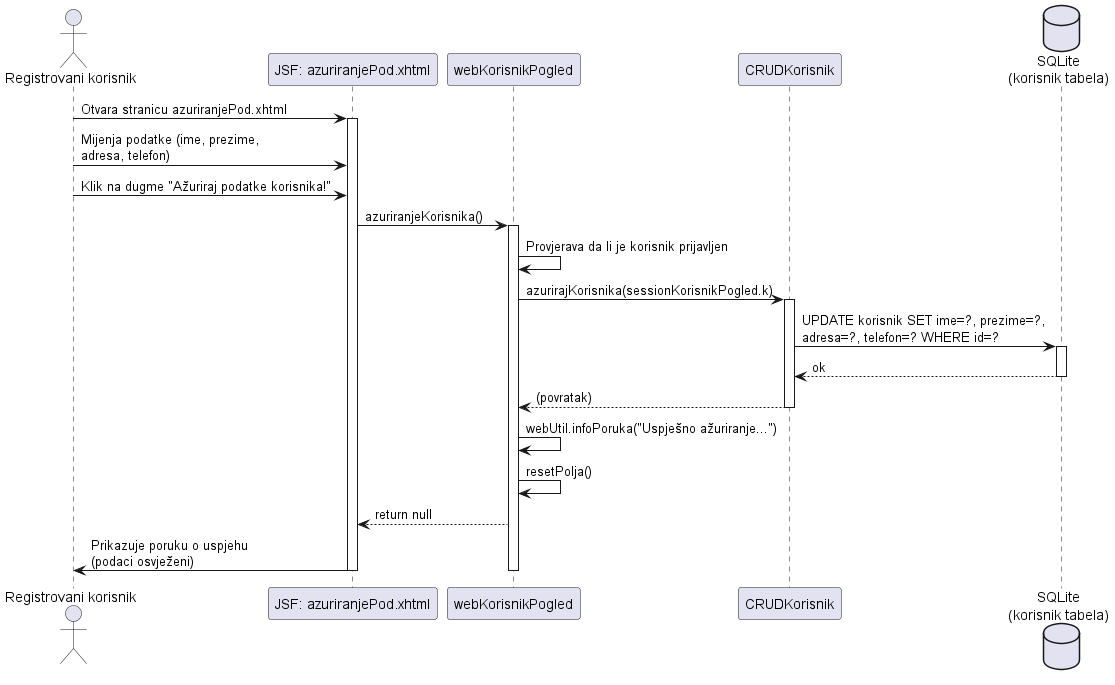 Registrovani korisnik
JSF: azuriranjePod.xhtml
webKorisnikPogled
CRUDKorisnik
SQLite
(korisnik tabela)
Otvara stranicu azuriranjePod.xhtml
Mijenja podatke (ime, prezime,
adresa, telefon)
Klik na dugme "Ažuriraj podatke korisnika!"
azuriranjeKorisnika()
Provjerava da li je korisnik prijavljen
azurirajKorisnika(sessionKorisnikPogled.k)
UPDATE korisnik SET ime=?, prezime=?,
adresa=?, telefon=? WHERE id=?
ok
(povratak)
webUtil.infoPoruka("Uspješno ažuriranje...")
resetPolja()
return null
Prikazuje poruku o uspjehu
(podaci osvježeni)
Registrovani korisnik
JSF: azuriranjePod.xhtml
webKorisnikPogled
CRUDKorisnik
SQLite
(korisnik tabela)